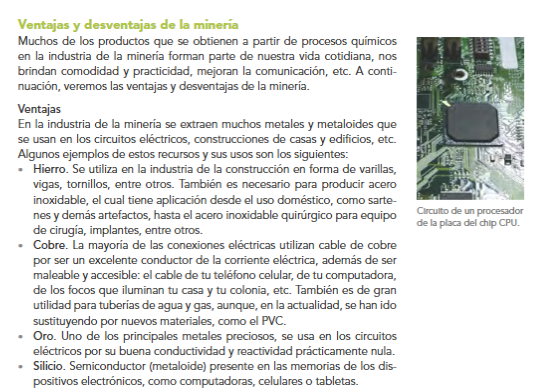 Ventajas y desventajas de la minería
Muchos de los productos que se obtienen a partir de procesos químicos
en la industria de la minería forman parte de nuestra vida cotidiana, nos
brindan comodidad y practicidad, mejoran la comunicación, etc. A conti-
nuación, veremos las ventajas y desventajas de la minería.
Ventajas
En la industria de la minería se extraen muchos metales y metaloides que
se usan en los circuitos eléctricos, construcciones de casas y edificios, etc.
Algunos ejemplos de estos recursos y sus usos son los siguientes:
• Hierro. Se utiliza en la industria de la construcción en forma de varillas,
vigas, tornillos, entre otros. También es necesario para producir acero
inoxidable, el cual tiene aplicación desde el uso doméstico, como sarte-
nes y demás artefactos, hasta el acero inoxidable quirúrgico para equipo
de cirugía, implantes, entre otros.
• Cobre. La mayoría de las conexiones eléctricas utilizan cable de cobre
por ser un excelente conductor de la corriente eléctrica, además de ser
maleable y accesible: el cable de tu teléfono celular, de tu computadora,
de los focos que iluminan tu casa y tu colonia, etc. También es de gran
utilidad para tuberías de agua y gas, aunque, en la actualidad, se han ido
sustituyendo por nuevos materiales, como el PVC.
• Oro. Uno de los principales metales preciosos, se usa en los circuitos
eléctricos por su buena conductividad y reactividad prácticamente nula.
• Silicio. Semiconductor (metaloide) presente en las memorias de los dis-
positivos electrónicos, como computadoras, celulares o tabletas.
Circuito de un procesador
de la placa del chip CPU.